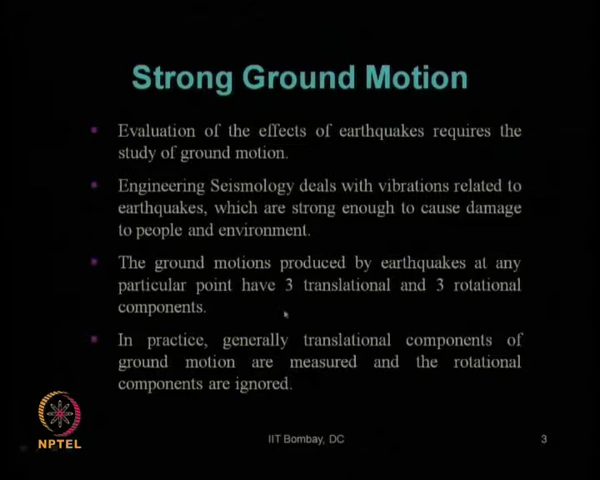 Strong Ground Motion
Evaluation of the effects of earthquakes requires the
study of ground motion.
Engineering Seismology deals with vibrations related to
earthquakes, which are strong enough to cause damage
to people and environment.
The ground motions produced by earthquakes at any
particular point have 3 translational and 3 rotational
components.
In practice, generally translational components of
ground motion are measured and the rotational
components are ignored.
NPTEL
IIT Bombay, DC
3